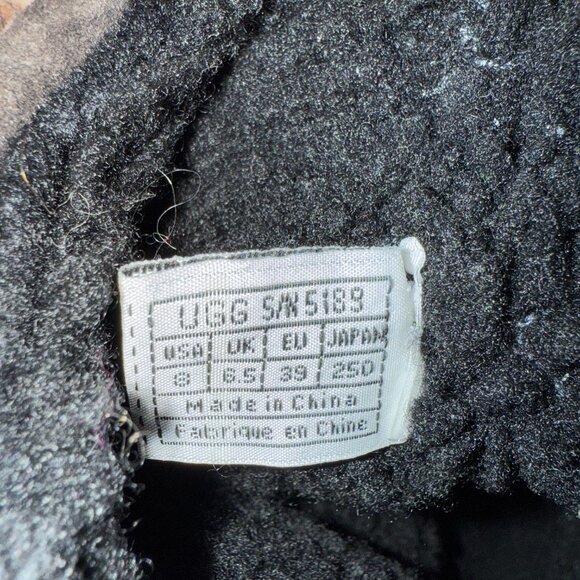 UGG S/N 5189
USA UK EU JAPAN
8 6.5 39 250
Made in China
Fabrique en Chine